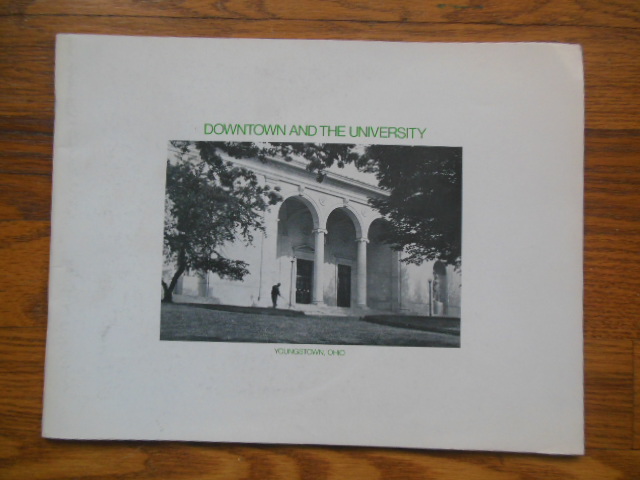 DOWNTOWN AND THE UNIVERSITY
YOUNGSTOWN, OHIO